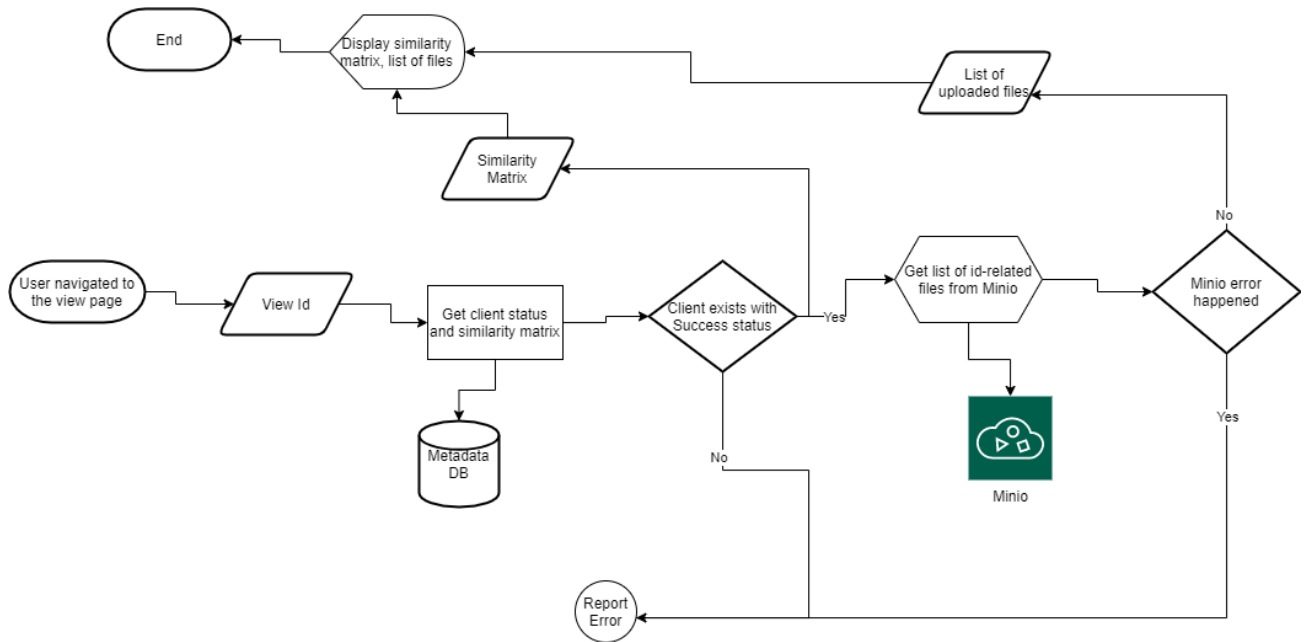 End
Display similarity
matrix, list of files
List of
uploaded files
Similarity
Matrix
No
User navigated to
the view page
View Id
Get client status
and similarity matrix
Client exists with
Success status
Yes
Get list of id-related
files from Minio
Minio error
happened
Yes
Metadata
DB
No
Minio
Report
Error